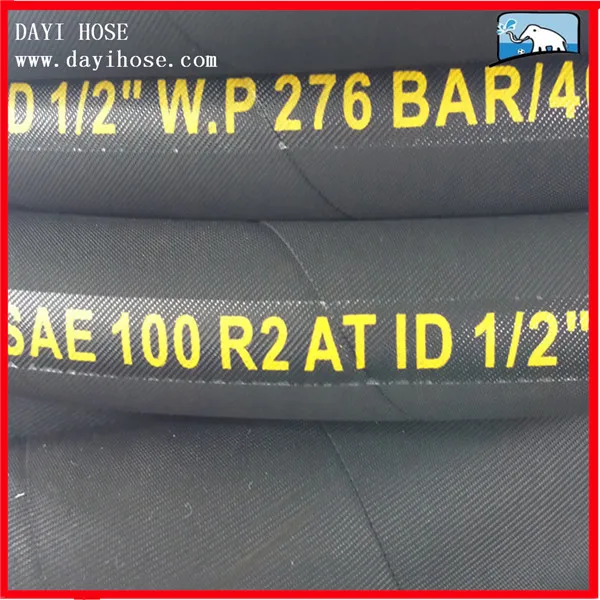 DAYI HOSE
www.dayihose.com
D 1/2" W.P 276 BAR/4
SAE 100 R2 AT ID 1/2"